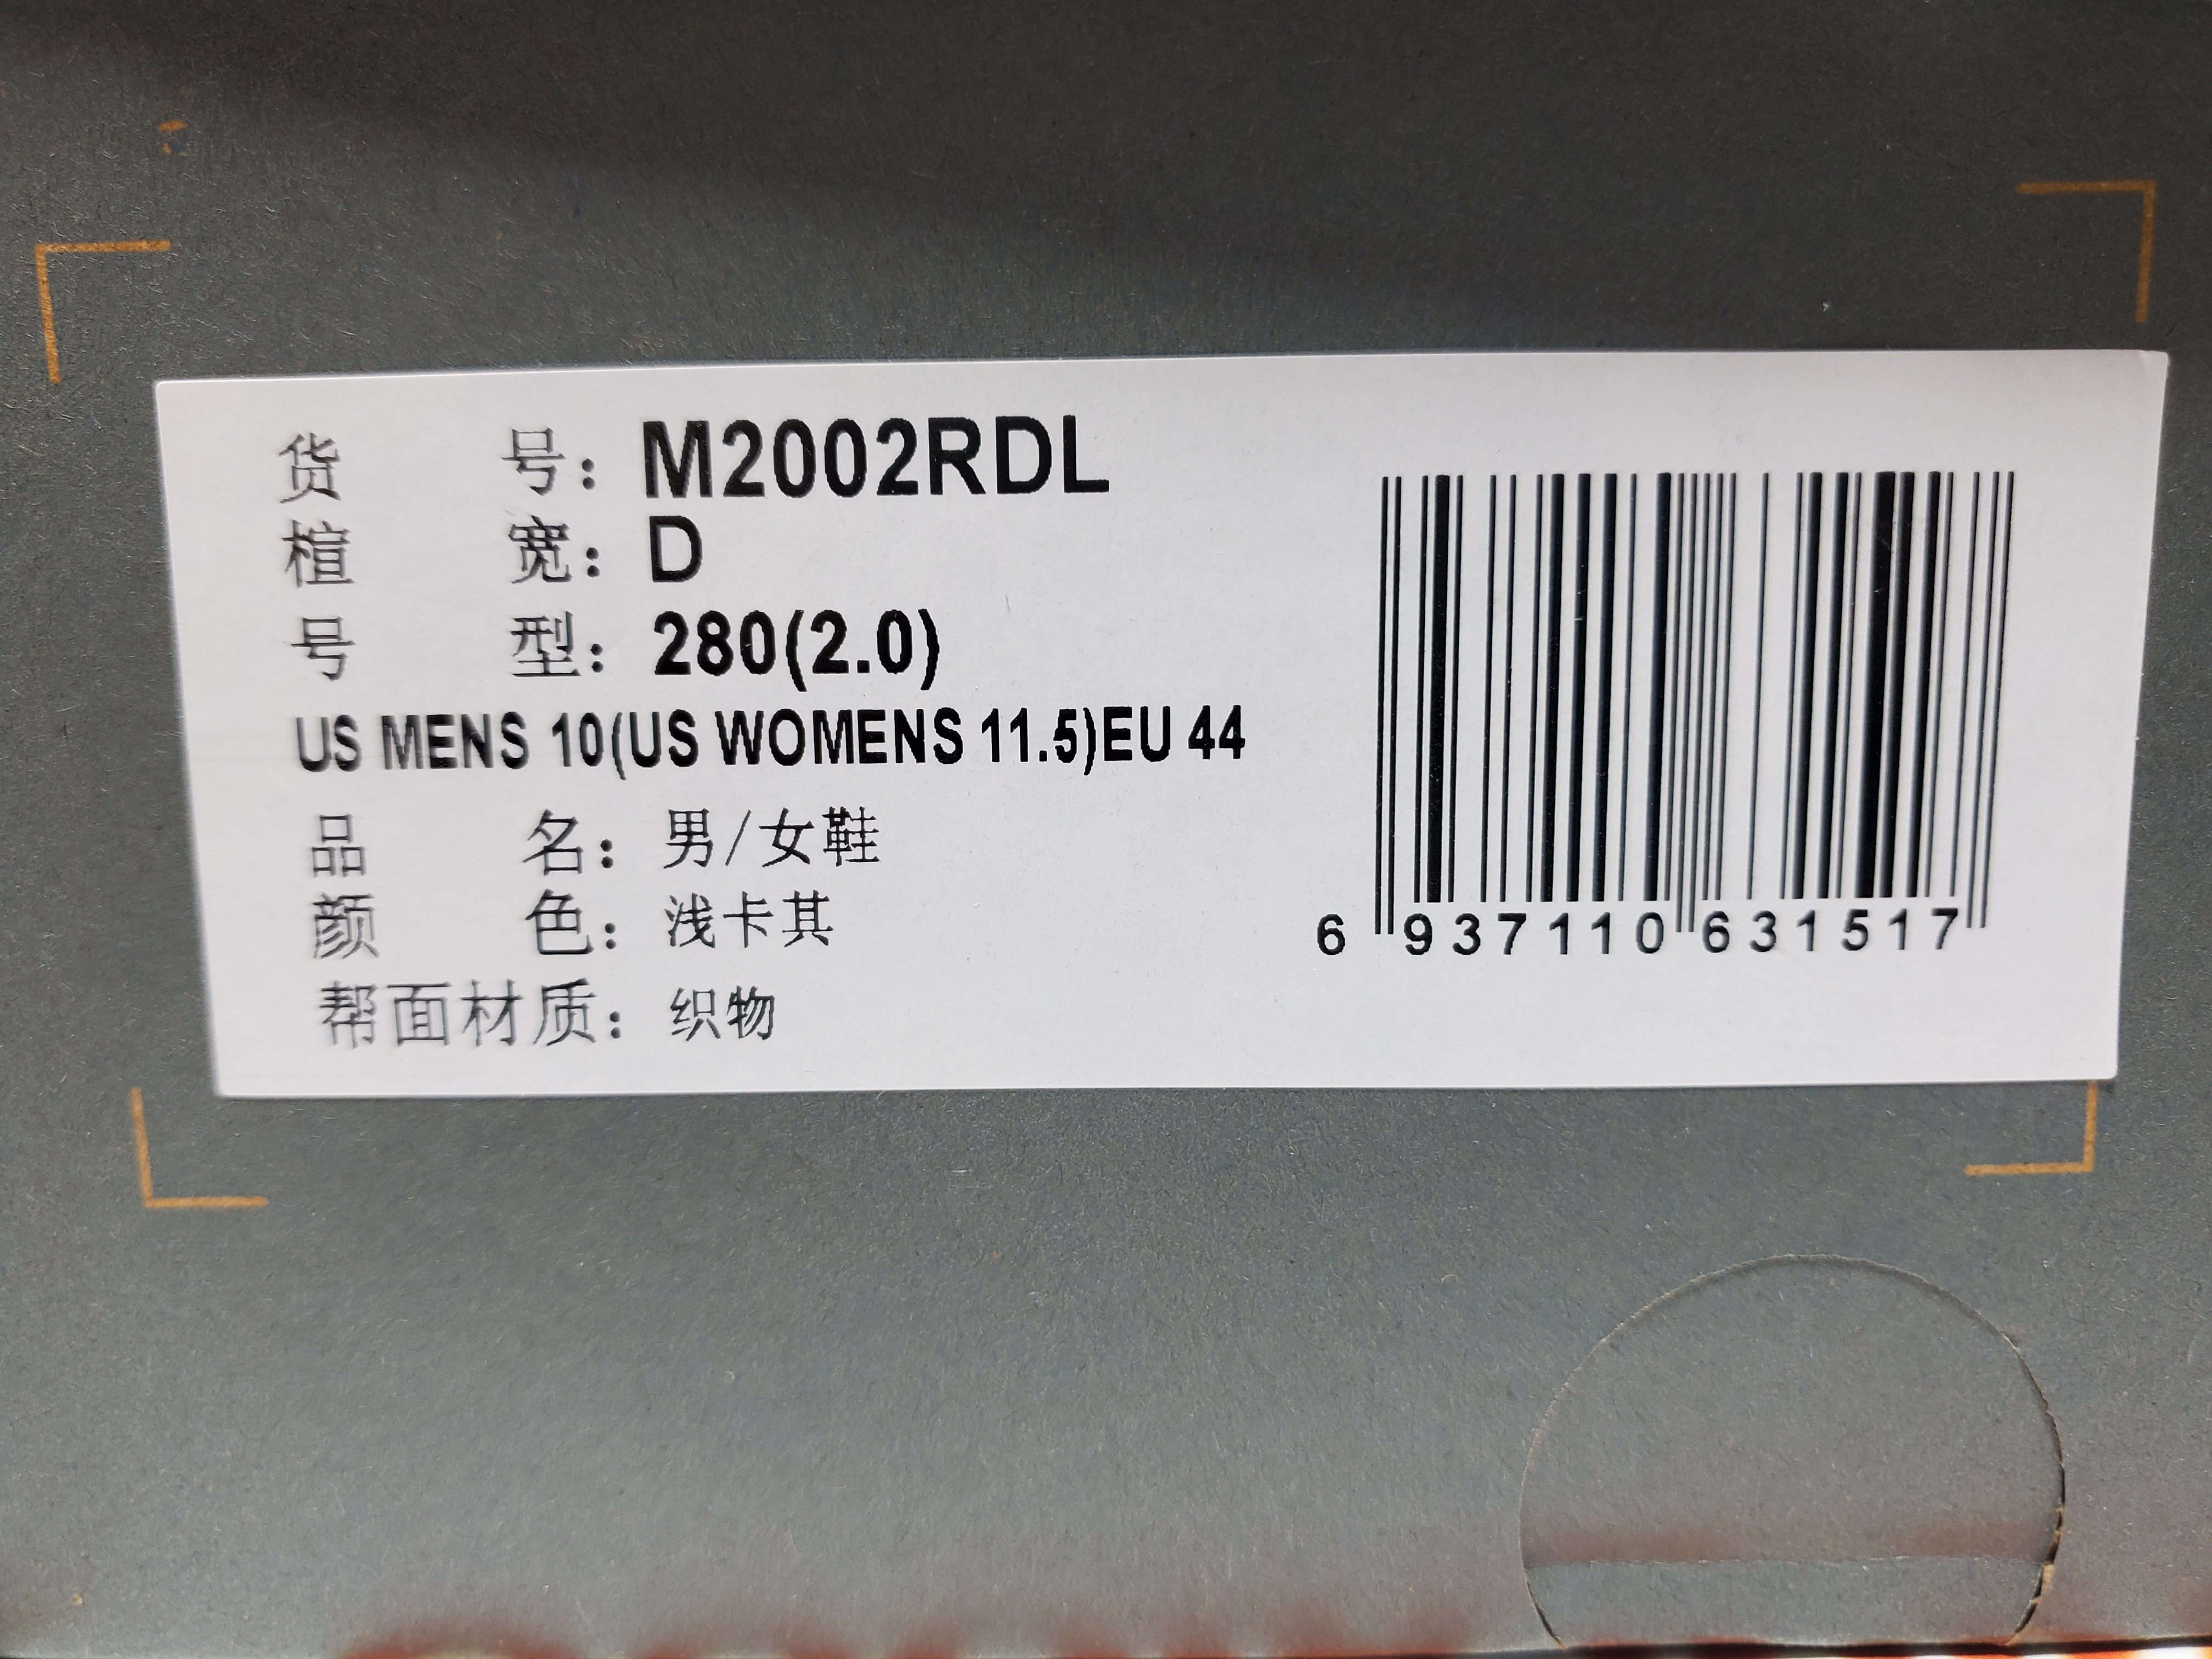 货 号：M2002RDL
楦 宽：D
号 型：280(2.0)
US MENS 10(US WOMENS 11.5)EU 44
品 名：男/女鞋
颜 色：浅卡其
帮面材质：织物
6 937110 631517